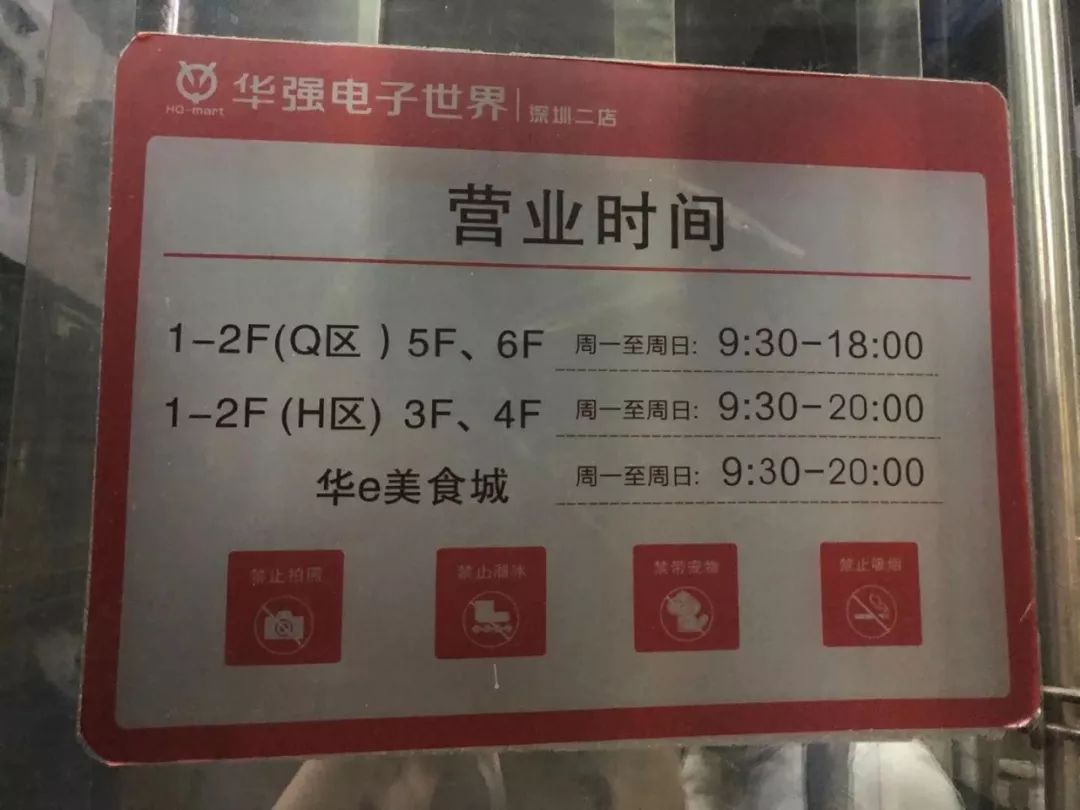 HQ-mart 华强电子世界 深圳二店
营业时间
1-2F(Q区 ) 5F、6F 周一至周日: 9:30-18:00
1-2F (H区) 3F、4F 周一至周日: 9:30-20:00
华e美食城 周一至周日: 9:30-20:00
禁止拍照 禁止溜冰 禁带宠物 禁止吸烟